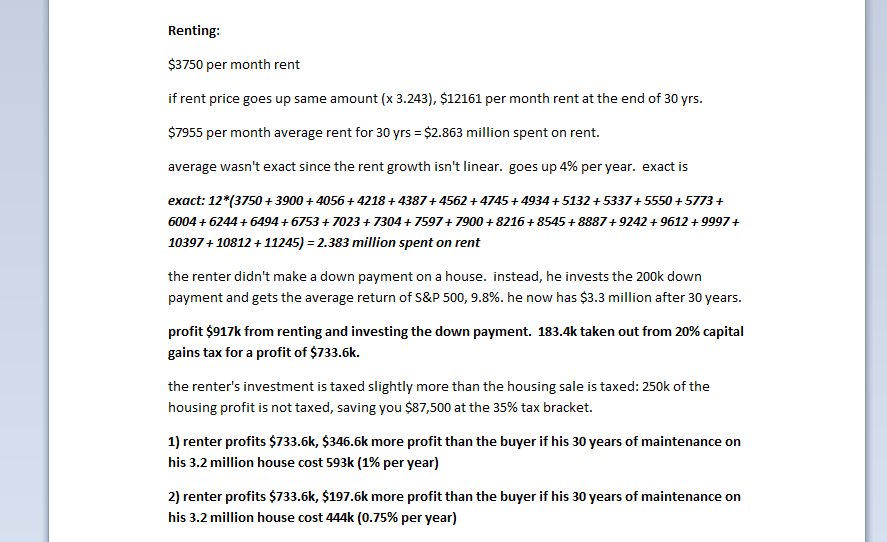 Renting:
$3750 per month rent
if rent price goes up same amount (x 3.243), $12161 per month rent at the end of 30 yrs.
$7955 per month average rent for 30 yrs = $2.863 million spent on rent.
average wasn't exact since the rent growth isn't linear.  goes up 4% per year.  exact is
exact: 12*(3750 + 3900 + 4056 + 4218 + 4387 + 4562 + 4745 + 4934 + 5132 + 5337 + 5550 + 5773 +
6004 + 6244 + 6494 + 6753 + 7023 + 7304 + 7597 + 7900 + 8216 + 8545 + 8887 + 9242 + 9612 + 9997 +
10397 + 10812 + 11245) = 2.383 million spent on rent
the renter didn't make a down payment on a house.  instead, he invests the 200k down
payment and gets the average return of S&P 500, 9.8%. he now has $3.3 million after 30 years.
profit $917k from renting and investing the down payment.  183.4k taken out from 20% capital
gains tax for a profit of $733.6k.
the renter's investment is taxed slightly more than the housing sale is taxed: 250k of the
housing profit is not taxed, saving you $87,500 at the 35% tax bracket.
1) renter profits $733.6k, $346.6k more profit than the buyer if his 30 years of maintenance on
his 3.2 million house cost 593k (1% per year)
2) renter profits $733.6k, $197.6k more profit than the buyer if his 30 years of maintenance on
his 3.2 million house cost 444k (0.75% per year)